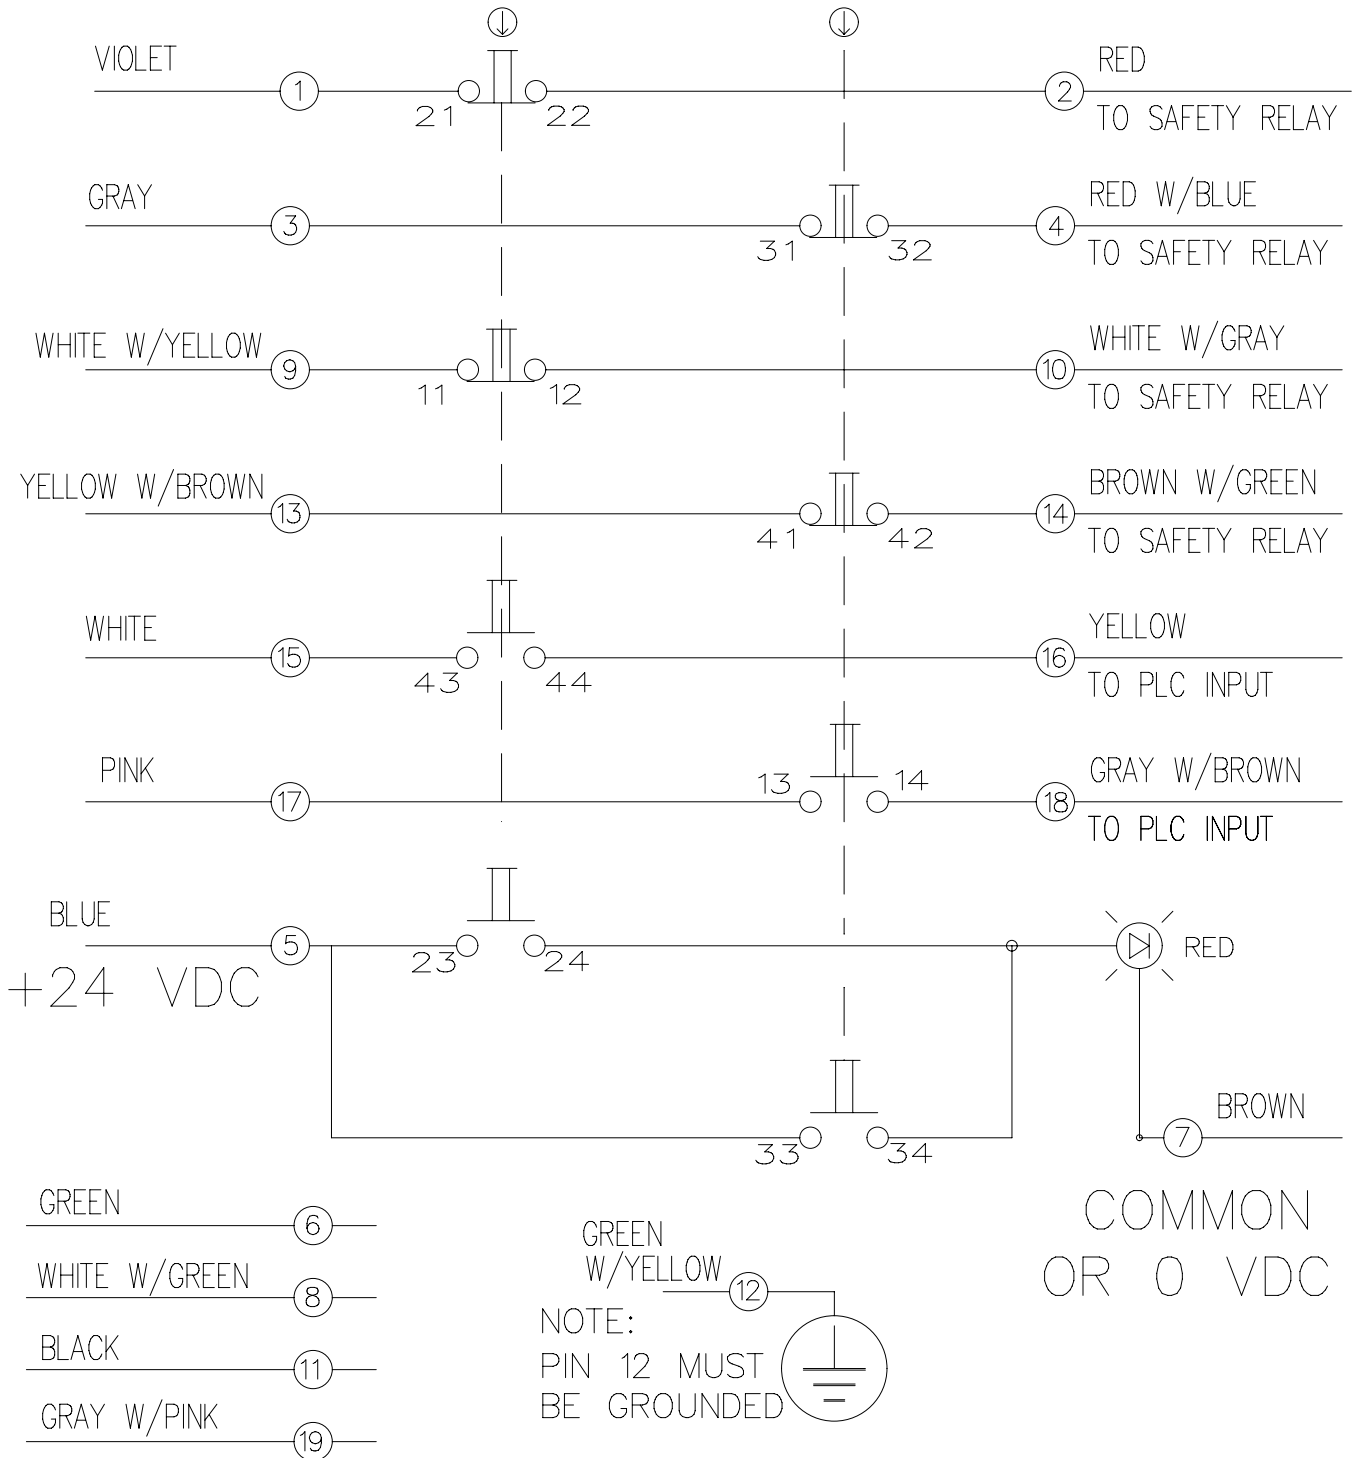 VIOLET
1
21
22
2
RED
TO SAFETY RELAY
GRAY
3
31
32
4
RED W/BLUE
TO SAFETY RELAY
WHITE W/YELLOW
9
11
12
10
WHITE W/GRAY
TO SAFETY RELAY
YELLOW W/BROWN
13
41
42
14
BROWN W/GREEN
TO SAFETY RELAY
WHITE
15
43
44
16
YELLOW
TO PLC INPUT
PINK
17
13
14
18
GRAY W/BROWN
TO PLC INPUT
BLUE
5
+24 VDC
23
24
RED
33
34
7
BROWN
COMMON
OR 0 VDC
GREEN
6
WHITE W/GREEN
8
BLACK
11
GRAY W/PINK
19
GREEN
W/YELLOW
12
NOTE:
PIN 12 MUST
BE GROUNDED